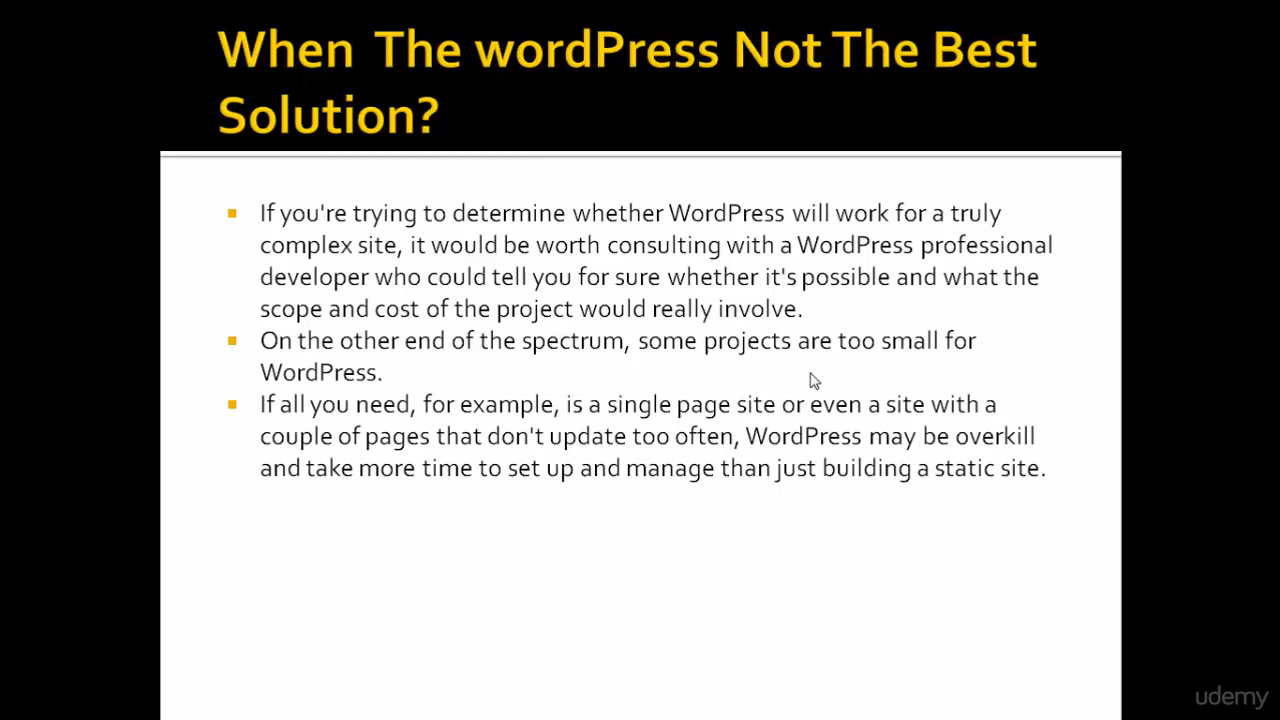 When The wordPress Not The Best
Solution?
If you're trying to determine whether WordPress will work for a truly
complex site, it would be worth consulting with a WordPress professional
developer who could tell you for sure whether it's possible and what the
scope and cost of the project would really involve.
On the other end of the spectrum, some projects are too small for
WordPress.
If all you need, for example, is a single page site or even a site with a
couple of pages that don't update too often, WordPress may be overkill
and take more time to set up and manage than just building a static site.
udemy